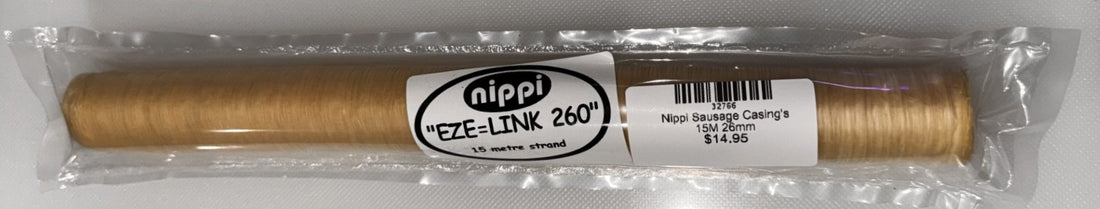 nippi
"EZE=LINK 260"
15 metre strand
32766
Nippi Sausage Casing's
15M 26mm
$14.95